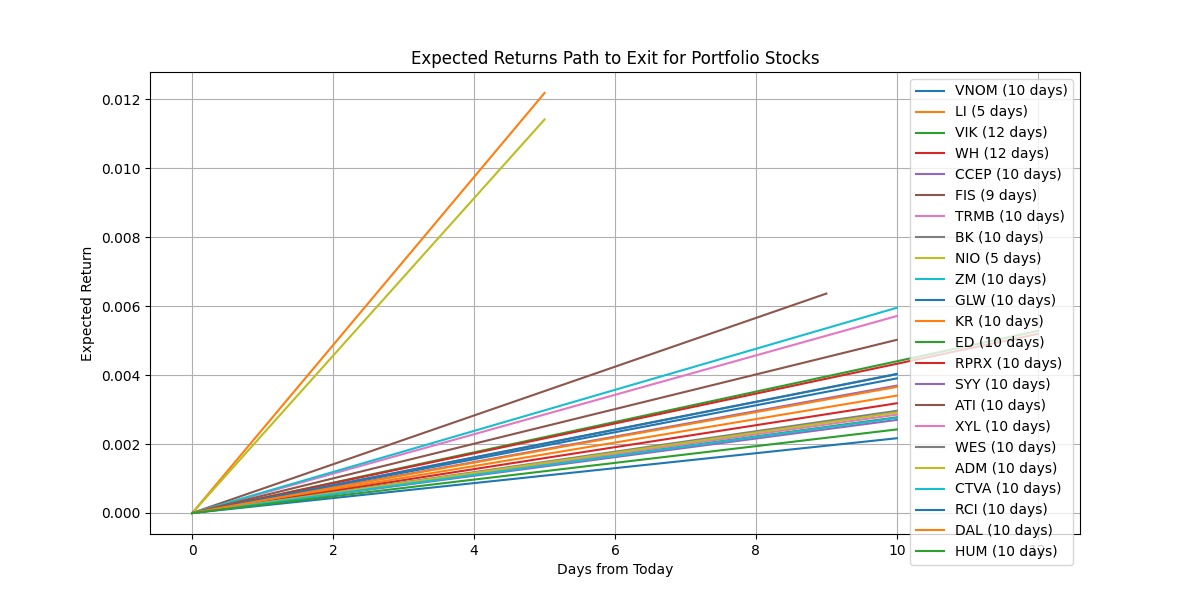 Expected Returns Path to Exit for Portfolio Stocks
Expected Return
0.012
0.010
0.008
0.006
0.004
0.002
0.000
VNOM (10 days)
LI (5 days)
VIK (12 days)
WH (12 days)
CCEP (10 days)
FIS (9 days)
TRMB (10 days)
BK (10 days)
NIO (5 days)
ZM (10 days)
GLW (10 days)
KR (10 days)
ED (10 days)
RPRX (10 days)
SYY (10 days)
ATI (10 days)
XYL (10 days)
WES (10 days)
ADM (10 days)
CTVA (10 days)
RCI (10 days)
DAL (10 days)
HUM (10 days)
0 2 4 6 8 10
Days from Today